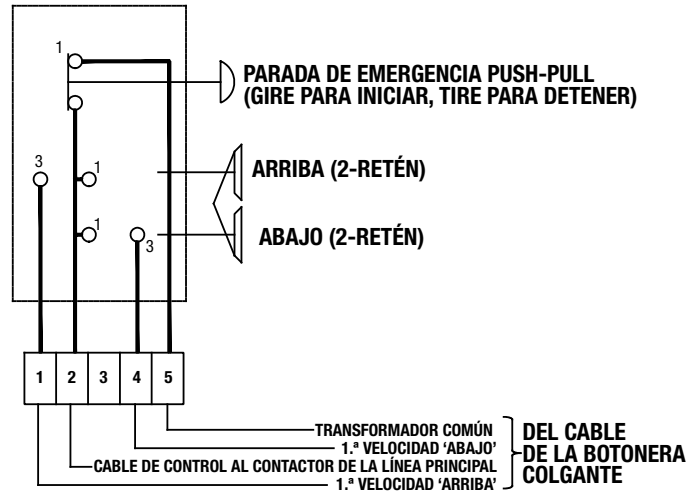 1
PARADA DE EMERGENCIA PUSH-PULL
(GIRE PARA INICIAR, TIRE PARA DETENER)
3
1
ARRIBA (2-RETÉN)
1
3
ABAJO (2-RETÉN)
1 2 3 4 5
TRANSFORMADOR COMÚN
1.ª VELOCIDAD ‘ABAJO’
CABLE DE CONTROL AL CONTACTOR DE LA LÍNEA PRINCIPAL
1.ª VELOCIDAD ‘ARRIBA’
DEL CABLE
DE LA BOTONERA
COLGANTE